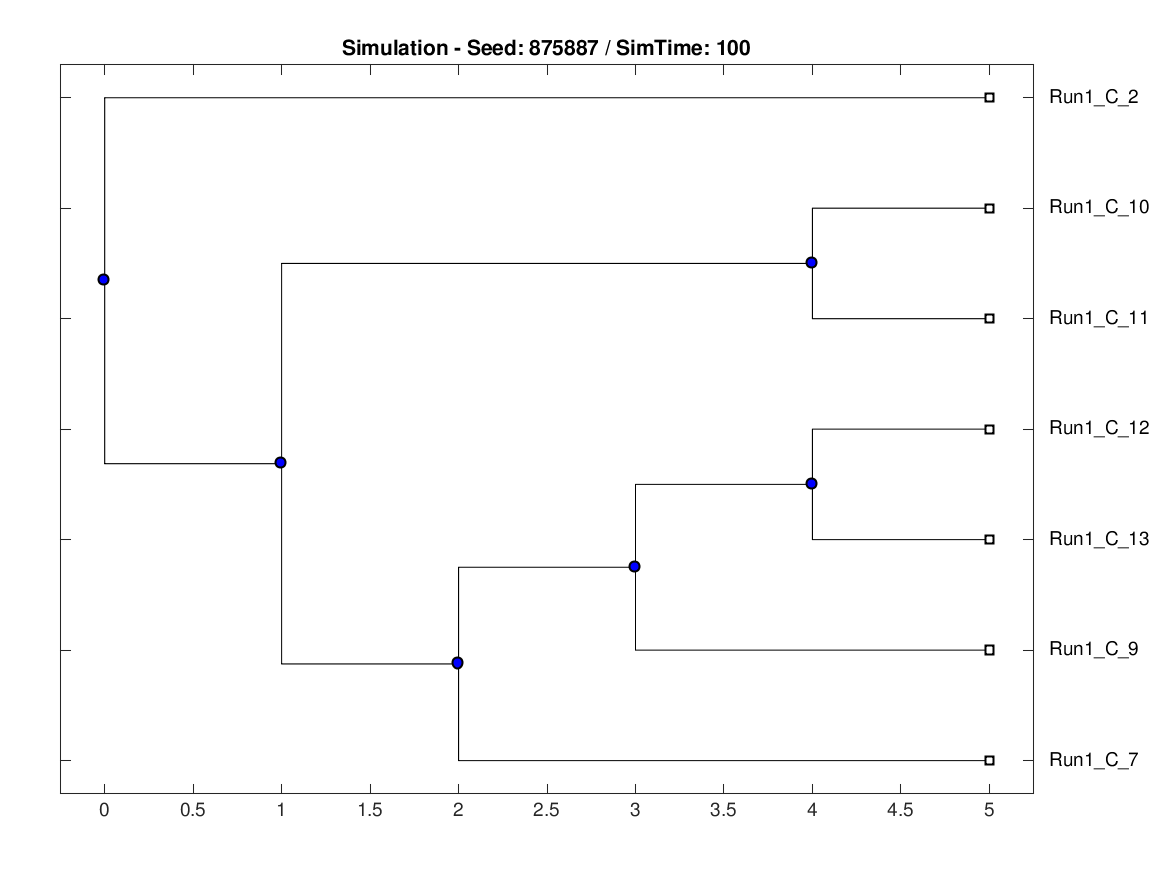 Simulation - Seed: 875887 / SimTime: 100
Run1_C_2
Run1_C_10
Run1_C_11
Run1_C_12
Run1_C_13
Run1_C_9
Run1_C_7
0 0.5 1 1.5 2 2.5 3 3.5 4 4.5 5